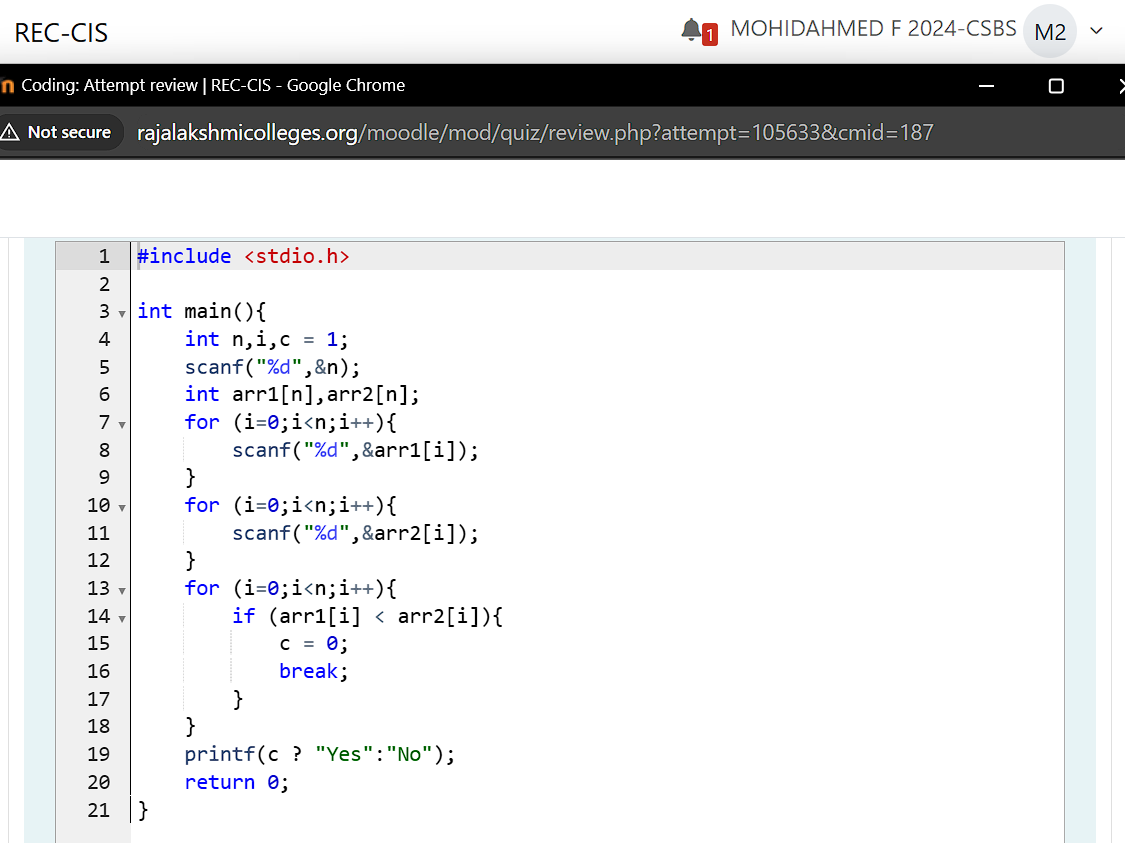 REC-CIS
1 MOHIDAHMED F 2024-CSBS M2
Coding: Attempt review | REC-CIS - Google Chrome
Not secure rajalakshmicolleges.org/moodle/mod/quiz/review.php?attempt=105633&cmid=187
1 #include <stdio.h>
2
3 int main(){
4     int n,i,c = 1;
5     scanf("%d",&n);
6     int arr1[n],arr2[n];
7     for (i=0;i<n;i++){
8         scanf("%d",&arr1[i]);
9     }
10     for (i=0;i<n;i++){
11         scanf("%d",&arr2[i]);
12     }
13     for (i=0;i<n;i++){
14         if (arr1[i] < arr2[i]){
15             c = 0;
16             break;
17         }
18     }
19     printf(c ? "Yes":"No");
20     return 0;
21 }